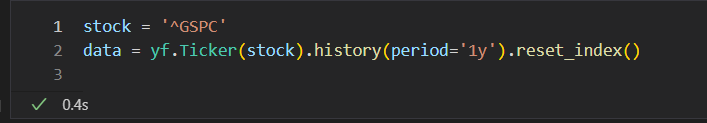 1 stock = '^GSPC'
2 data = yf.Ticker(stock).history(period='1y').reset_index()
3
0.4s